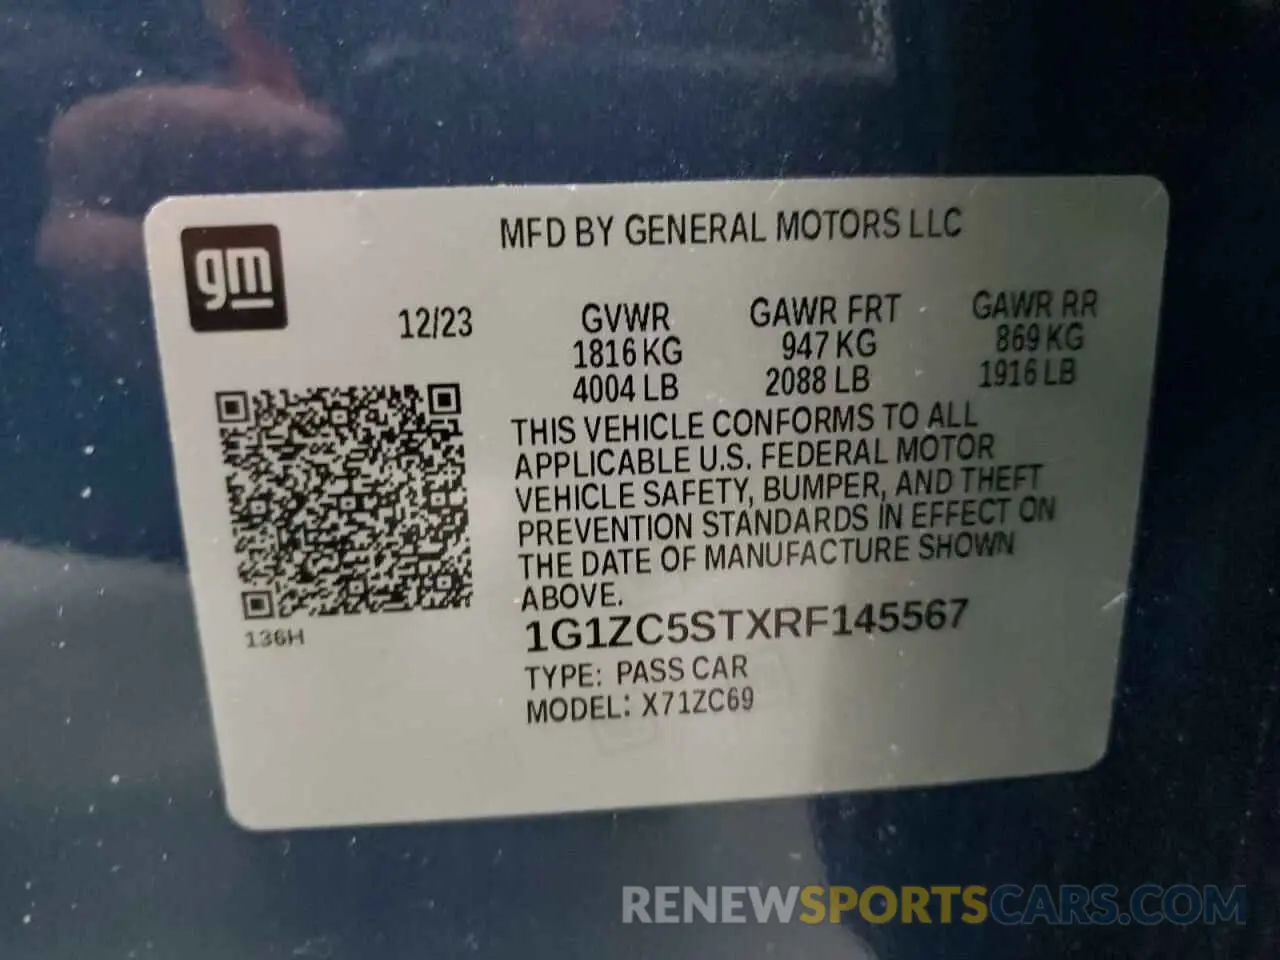 gm
MFD BY GENERAL MOTORS LLC
12/23
GVWR
1816 KG
4004 LB
GAWR FRT
947 KG
2088 LB
GAWR RR
869 KG
1916 LB
THIS VEHICLE CONFORMS TO ALL
APPLICABLE U.S. FEDERAL MOTOR
VEHICLE SAFETY, BUMPER, AND THEFT
PREVENTION STANDARDS IN EFFECT ON
THE DATE OF MANUFACTURE SHOWN
ABOVE.
136H
1G1ZC5STXRF145567
TYPE: PASS CAR
MODEL: X71ZC69
RENEWSPORTSCARS.COM